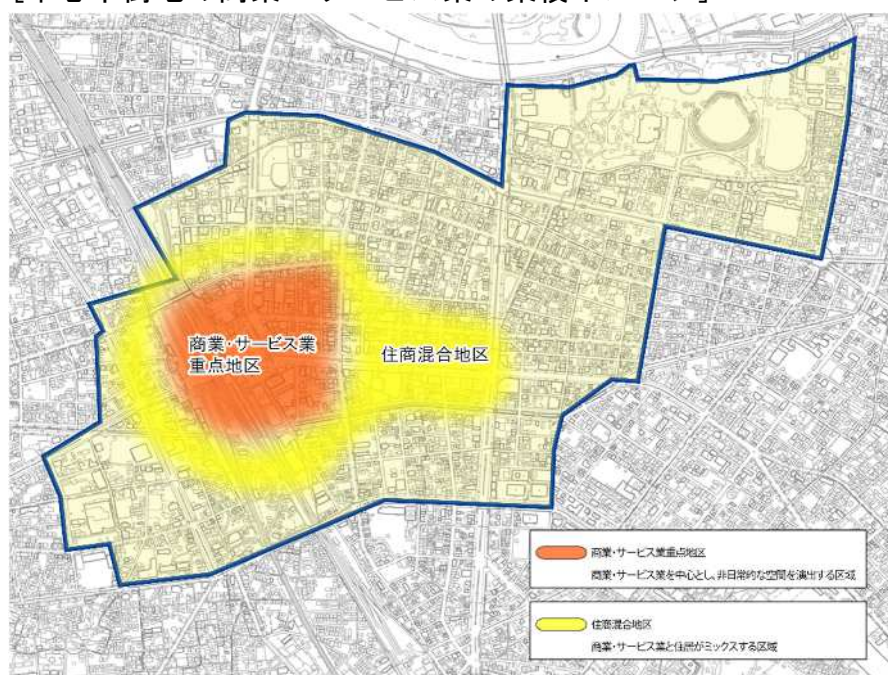 商業・サービス業
重点地区
住商混合地区
商業・サービス業重点地区
商業・サービス業を中心とし、非日常的な空間を演出する区域
住商混合地区
商業・サービス業と住居がミックスする区域